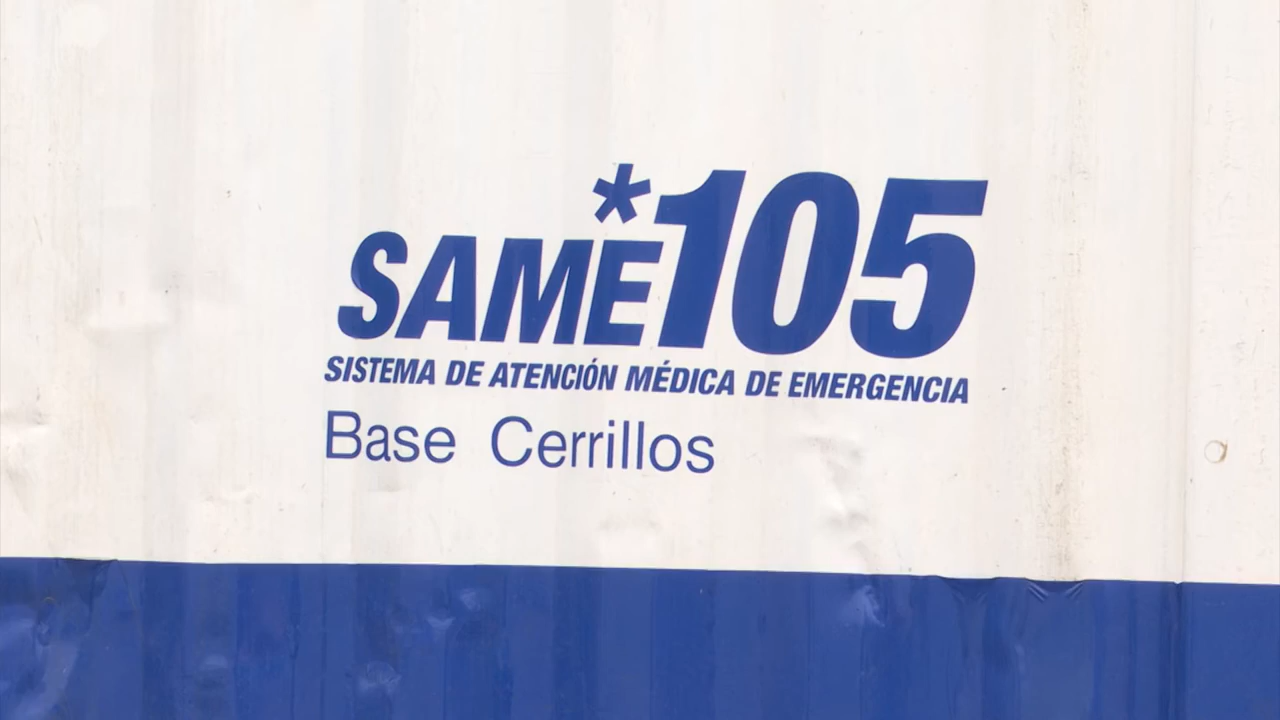 SAME*105
SISTEMA DE ATENCIÓN MÉDICA DE EMERGENCIA
Base Cerrillos